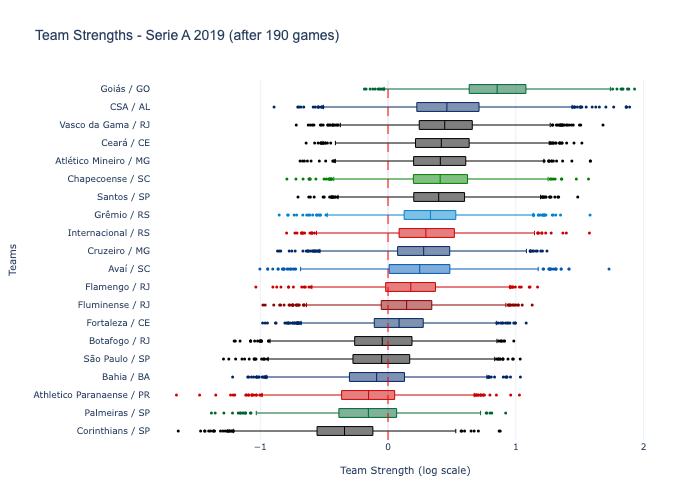 Team Strengths - Serie A 2019 (after 190 games)
Goiás / GO
CSA / AL
Vasco da Gama / RJ
Ceará / CE
Atlético Mineiro / MG
Chapecoense / SC
Santos / SP
Grêmio / RS
Internacional / RS
Cruzeiro / MG
Avaí / SC
Flamengo / RJ
Fluminense / RJ
Fortaleza / CE
Botafogo / RJ
São Paulo / SP
Bahia / BA
Athletico Paranaense / PR
Palmeiras / SP
Corinthians / SP
Teams
−1 0 1 2
Team Strength (log scale)